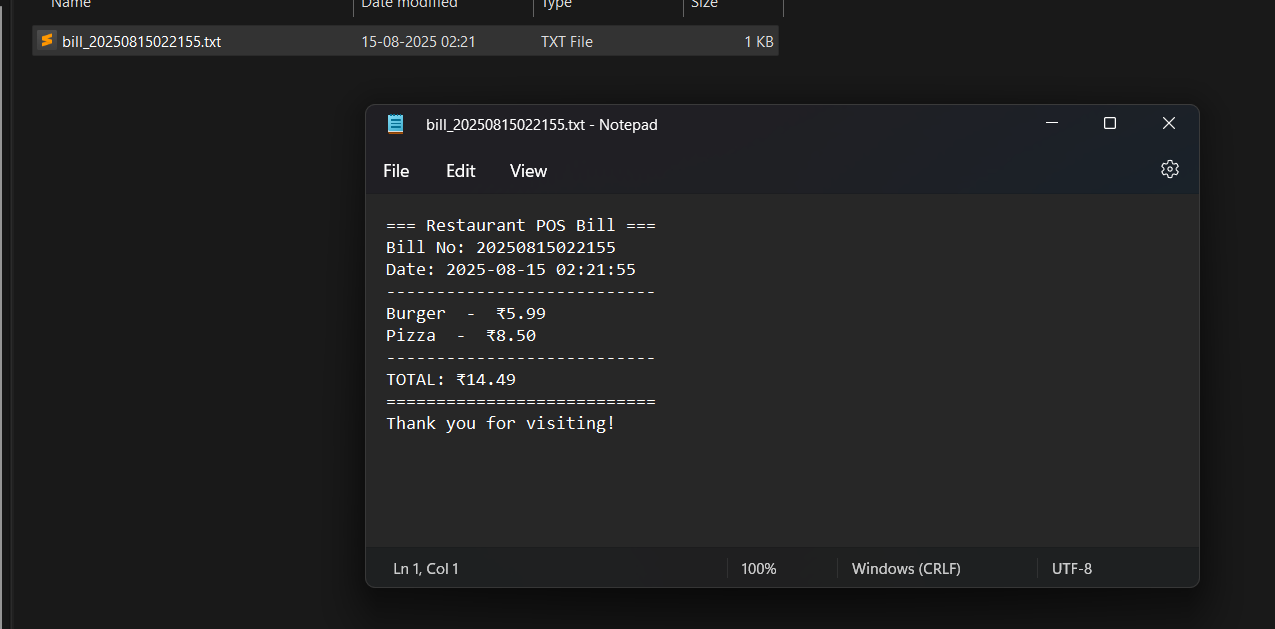 Name Date modified Type Size
bill_20250815022155.txt 15-08-2025 02:21 TXT File 1 KB
bill_20250815022155.txt - Notepad
File Edit View
=== Restaurant POS Bill ===
Bill No: 20250815022155
Date: 2025-08-15 02:21:55
---------------------------
Burger  -  ₹5.99
Pizza  -  ₹8.50
---------------------------
TOTAL: ₹14.49
===========================
Thank you for visiting!
Ln 1, Col 1 100% Windows (CRLF) UTF-8